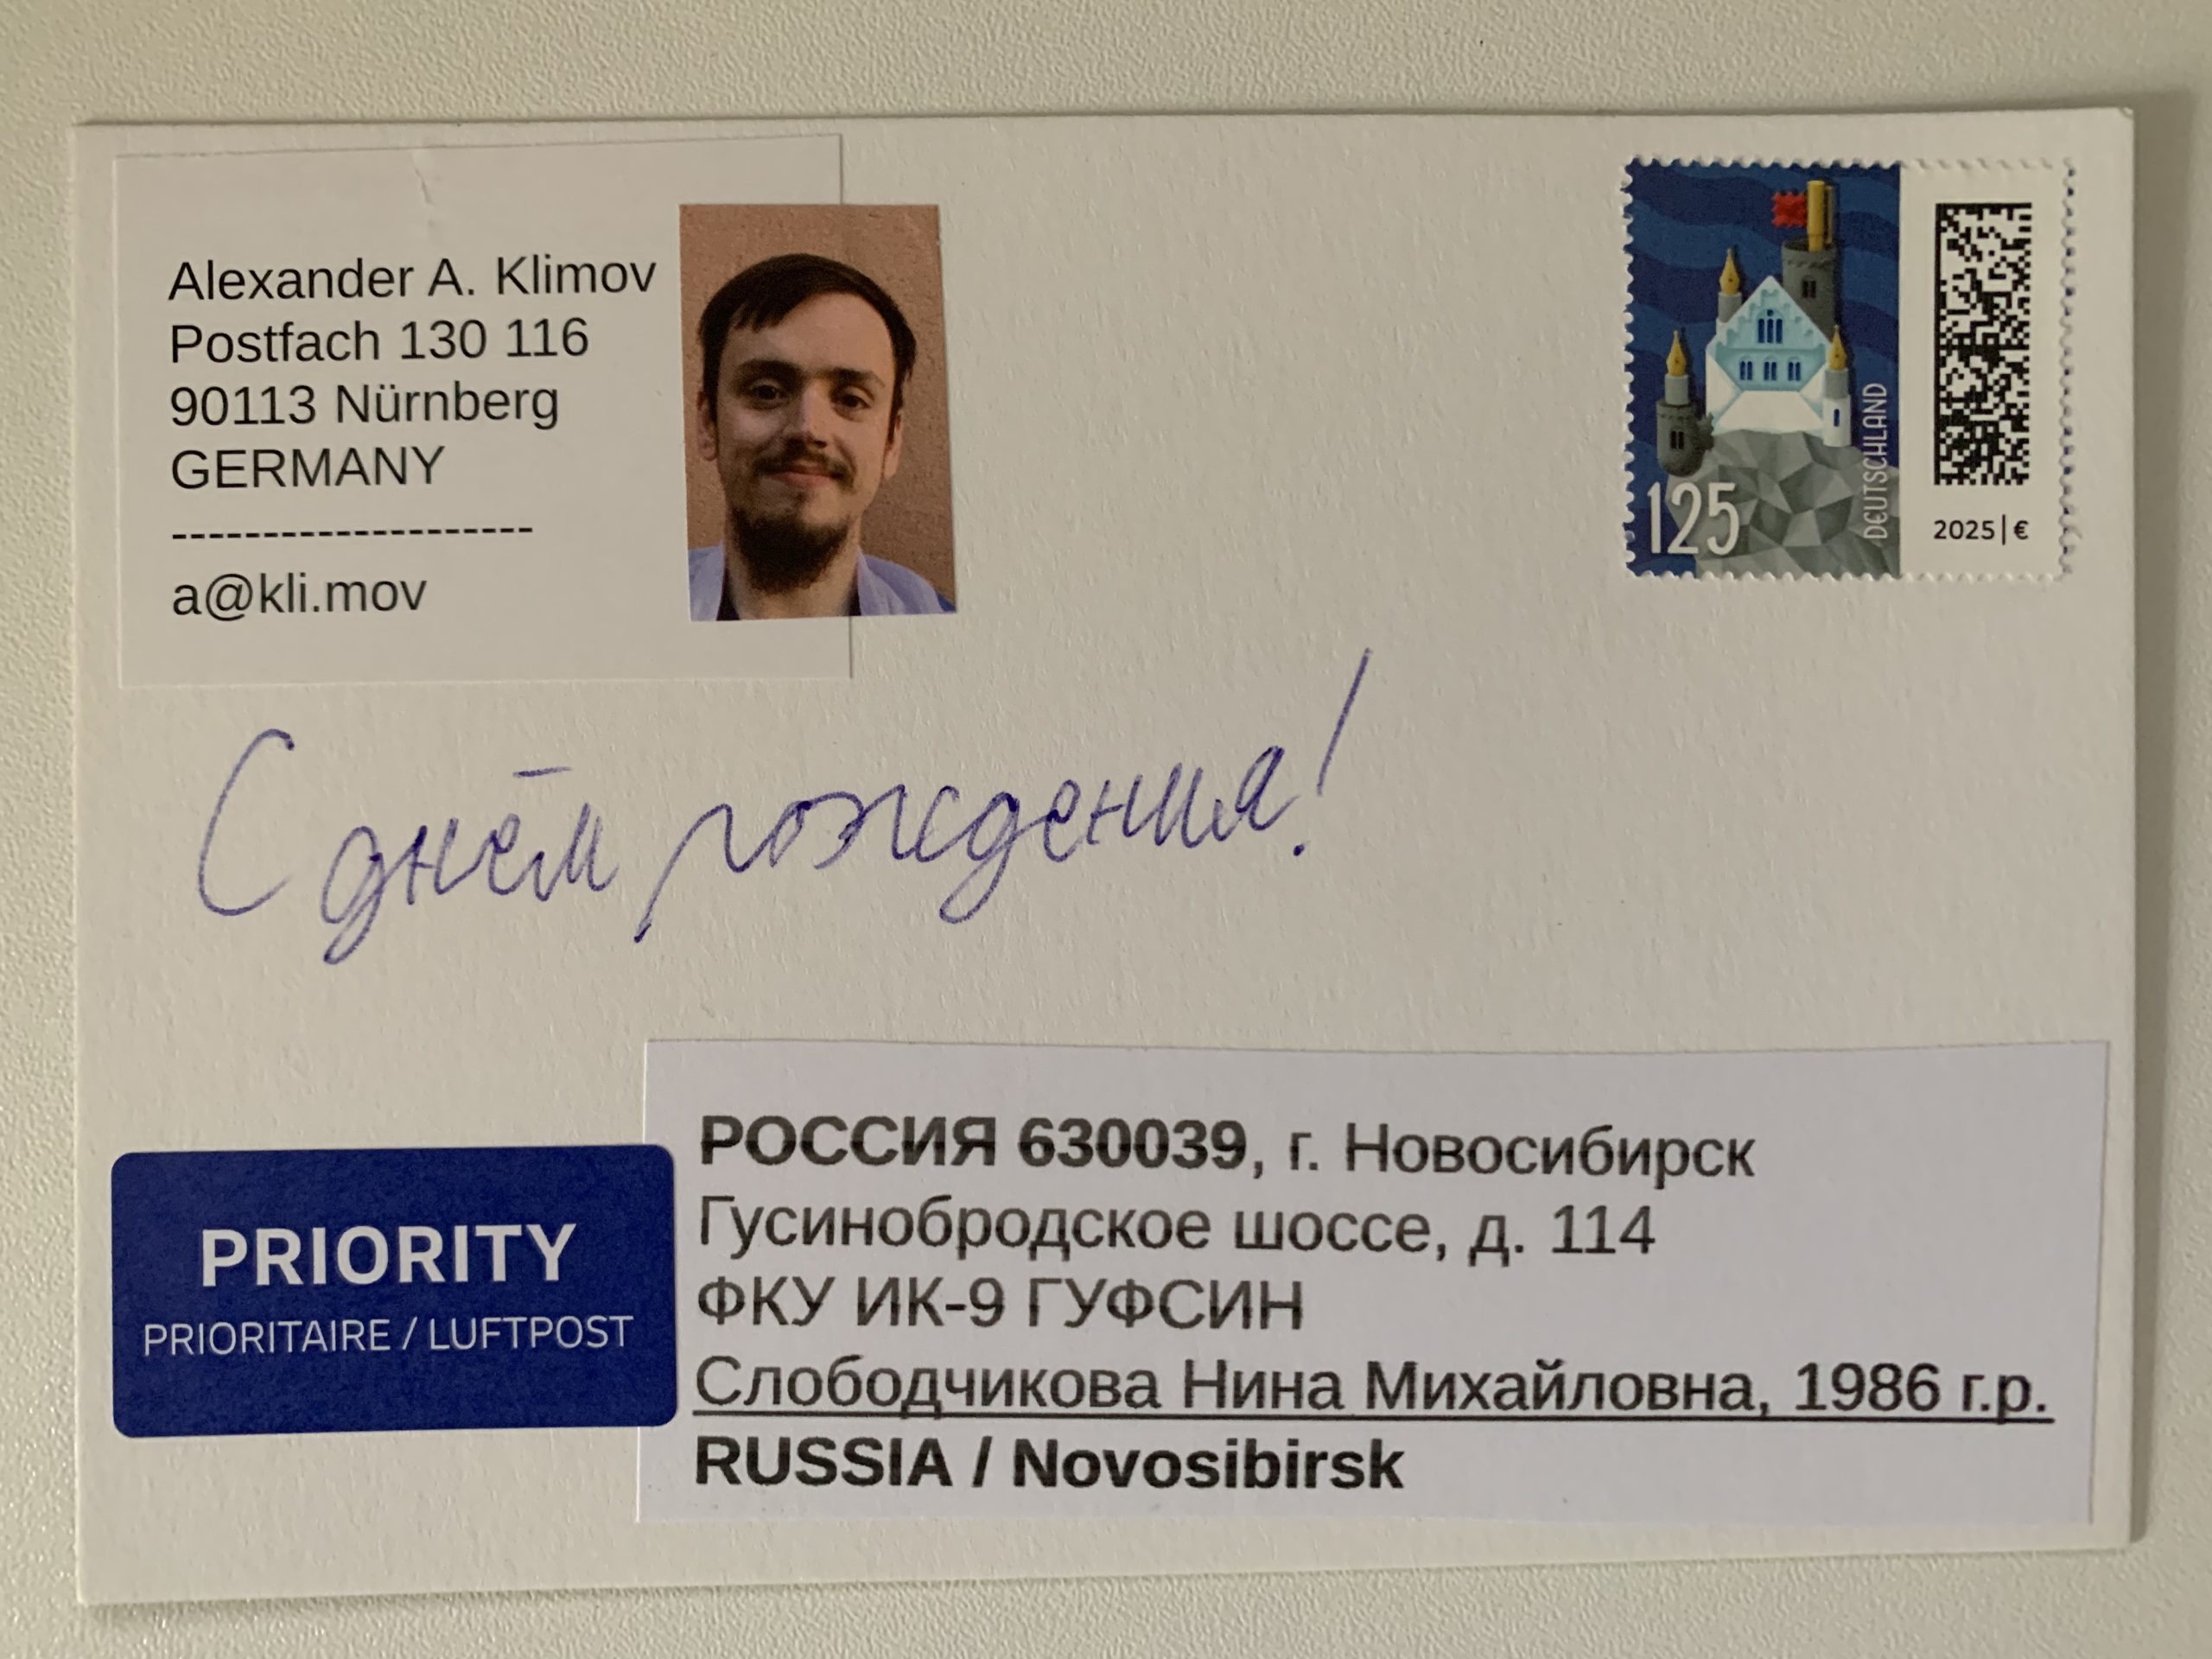 Alexander A. Klimov
Postfach 130 116
90113 Nürnberg
GERMANY
--------------------
a@kli.mov
125
DEUTSCHLAND
2025|€
С днём рождения!
PRIORITY
PRIORITAIRE / LUFTPOST
РОССИЯ 630039, г. Новосибирск
Гусинобродское шоссе, д. 114
ФКУ ИК-9 ГУФСИН
Слободчикова Нина Михайловна, 1986 г.р.
RUSSIA / Novosibirsk